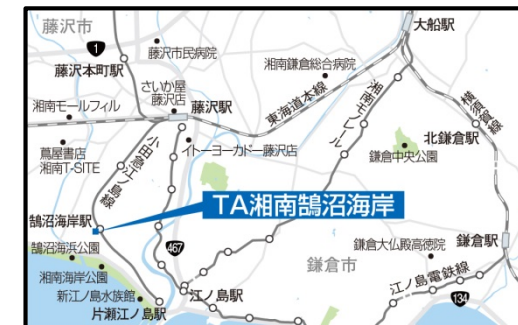 藤沢市
大船駅
1
藤沢市民病院
藤沢本町駅
湘南鎌倉総合病院
さいか屋
藤沢店
藤沢駅
東海道本線
湘南モノレール
横須賀線
湘南モールフィル
小田急江ノ島線
イトーヨーカドー藤沢店
北鎌倉駅
鎌倉中央公園
蔦屋書店
湘南T-SITE
TA湘南鵠沼海岸
鵠沼海岸駅
467
鎌倉大仏殿高徳院
鎌倉駅
鵠沼海浜公園
鎌倉市
湘南海岸公園
江ノ島電鉄線
新江ノ島水族館
江ノ島駅
134
片瀬江ノ島駅